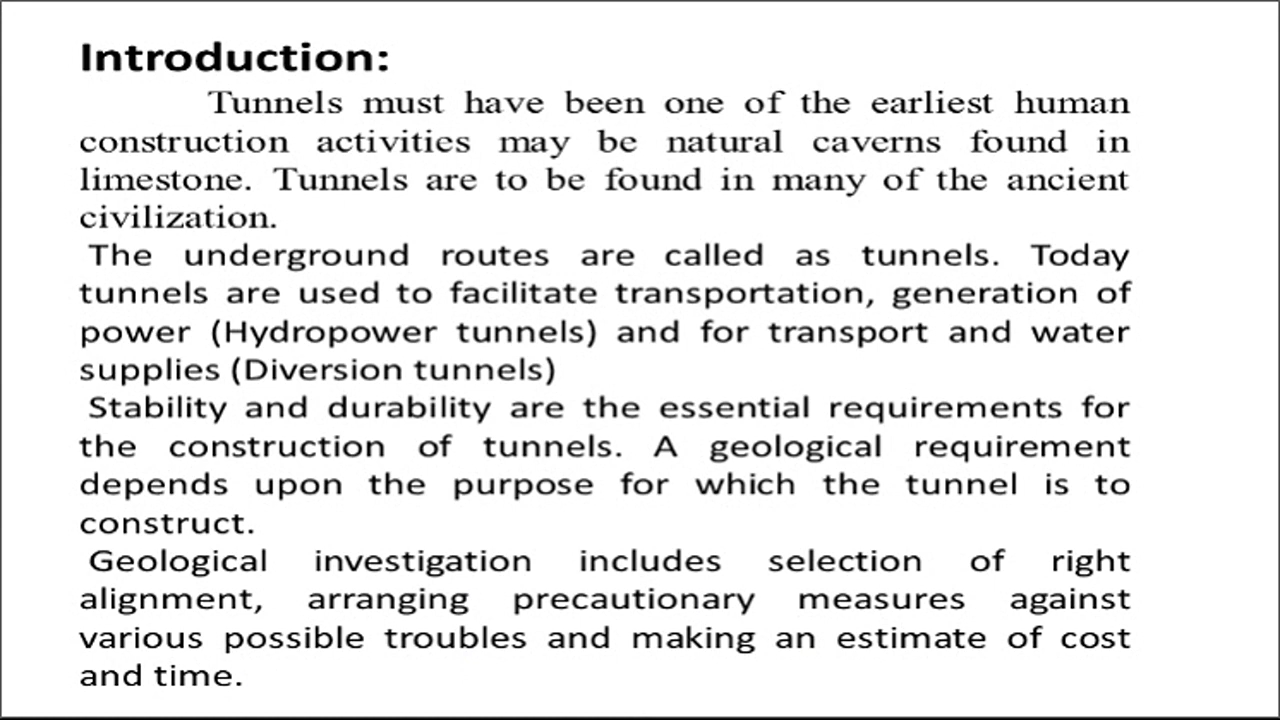 Introduction:
Tunnels must have been one of the earliest human
construction activities may be natural caverns found in
limestone. Tunnels are to be found in many of the ancient
civilization.
The underground routes are called as tunnels. Today
tunnels are used to facilitate transportation, generation of
power (Hydropower tunnels) and for transport and water
supplies (Diversion tunnels)
Stability and durability are the essential requirements for
the construction of tunnels. A geological requirement
depends upon the purpose for which the tunnel is to
construct.
Geological investigation includes selection of right
alignment, arranging precautionary measures against
various possible troubles and making an estimate of cost
and time.